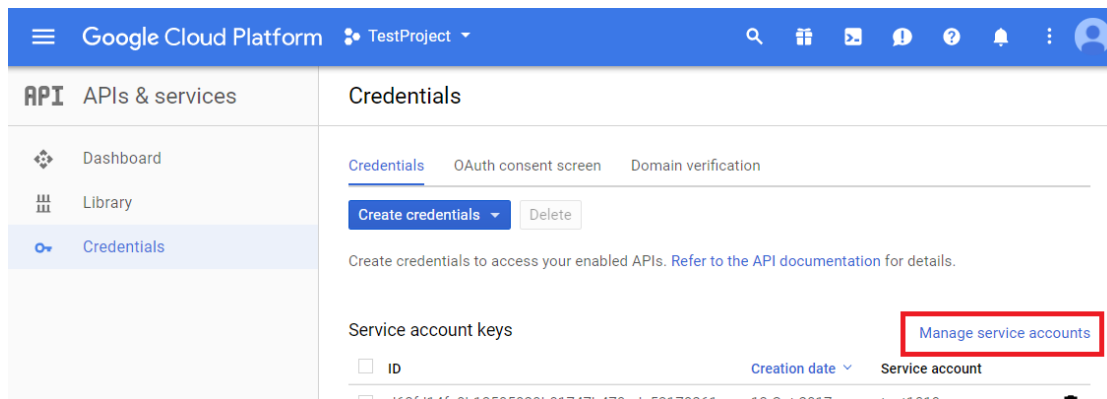 Google Cloud Platform TestProject
API APIs & services
Credentials
Dashboard
Library
Credentials
Credentials OAuth consent screen Domain verification
Create credentials Delete
Create credentials to access your enabled APIs. Refer to the API documentation for details.
Service account keys
Manage service accounts
ID Creation date Service account